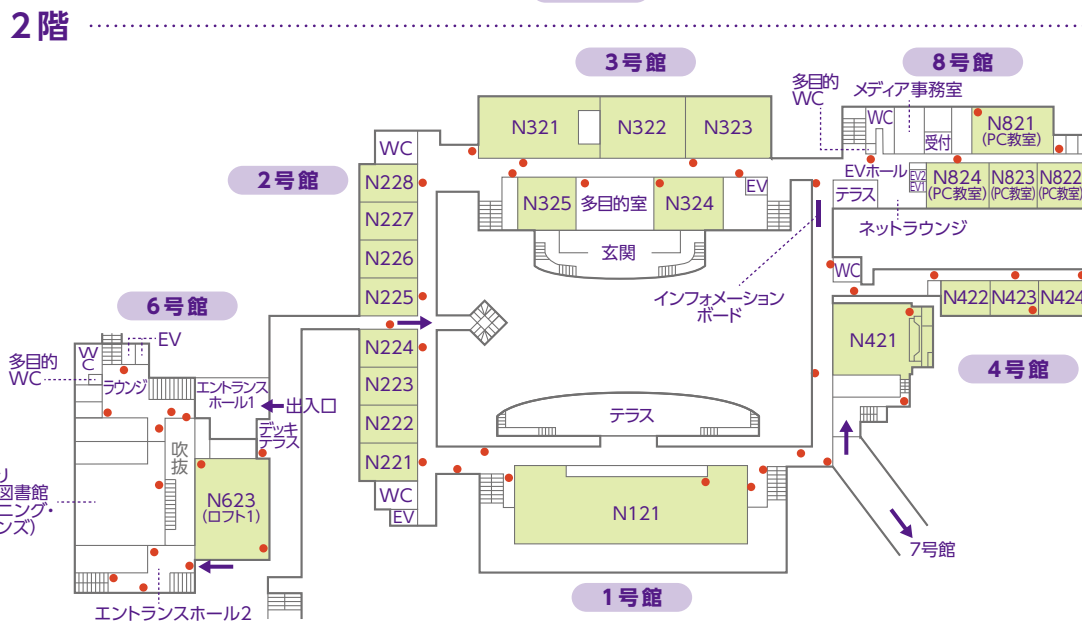 2階
3号館
8号館
多目的
WC
メディア事務室
WC
受付
N821
(PC教室)
N321
N322
N323
WC
2号館
N228
N227
N226
N225
N224
N223
N222
N221
WC
EV
N325
多目的室
N324
EV
玄関
EVホール
EV2
EV1
テラス
N824
(PC教室)
N823
(PC教室)
N822
(PC教室)
ネットラウンジ
インフォメーション
ボード
WC
N422
N423
N424
N421
4号館
6号館
EV
WC
多目的
WC
ラウンジ
エントランス
ホール1
出入口
デッキ
テラス
吹抜
N623
(ロフト1)
リ
図書館
ニング・
ンズ)
エントランスホール2
テラス
N121
1号館
7号館